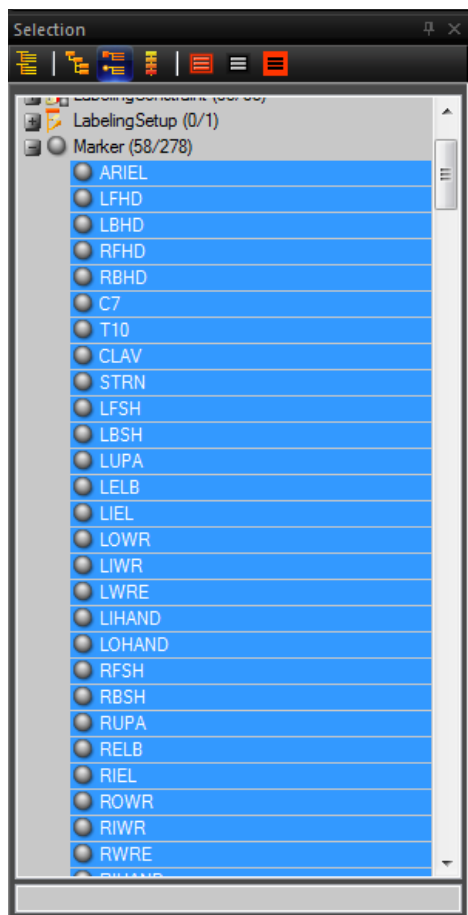 Selection
LabelingSetup (0/1)
Marker (58/278)
ARIEL
LFHD
LBHD
RFHD
RBHD
C7
T10
CLAV
STRN
LFSH
LBSH
LUPA
LELB
LIEL
LOWR
LIWR
LWRE
LIHAND
LOHAND
RFSH
RBSH
RUPA
RELB
RIEL
ROWR
RIWR
RWRE